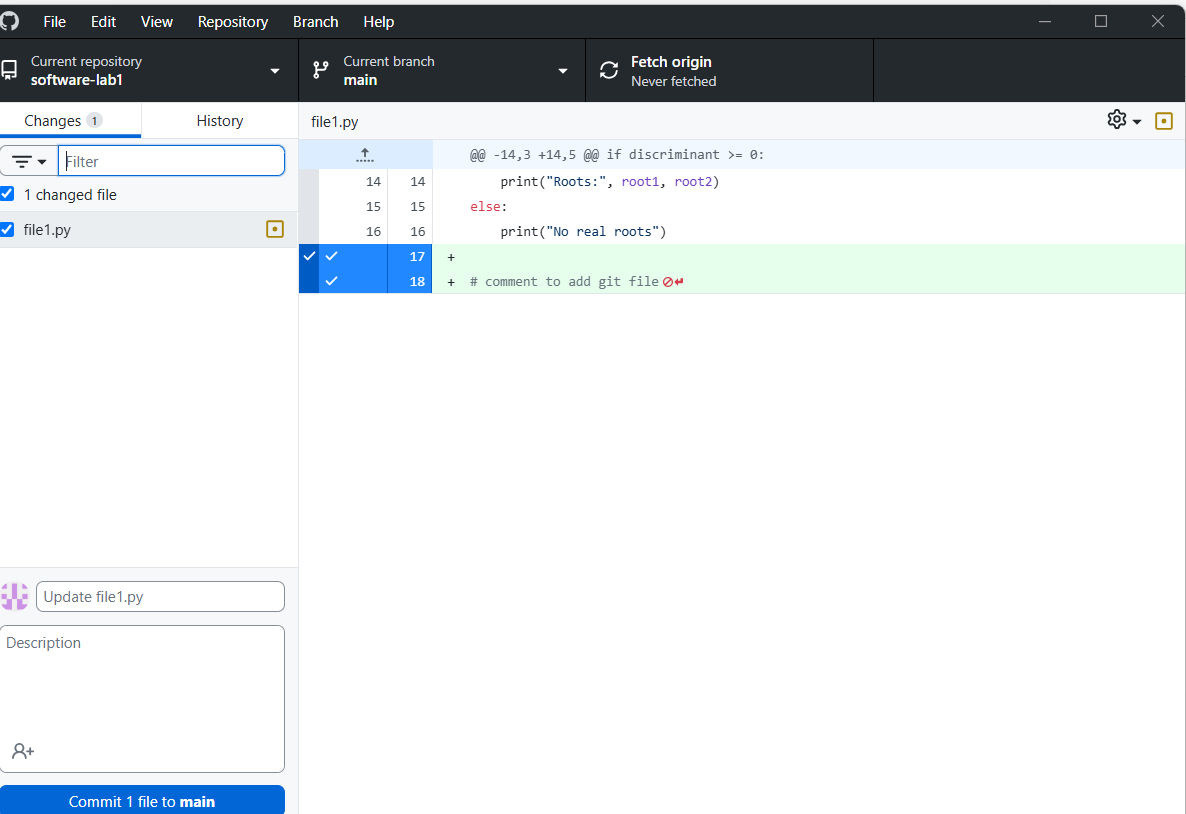 File Edit View Repository Branch Help
Current repository
software-lab1
Current branch
main
Fetch origin
Never fetched
Changes 1
History
Filter
1 changed file
file1.py
file1.py
@@ -14,3 +14,5 @@ if discriminant >= 0:
14 14 print("Roots:", root1, root2)
15 15 else:
16 16 print("No real roots")
17 +
18 + # comment to add git file
Update file1.py
Description
Commit 1 file to main